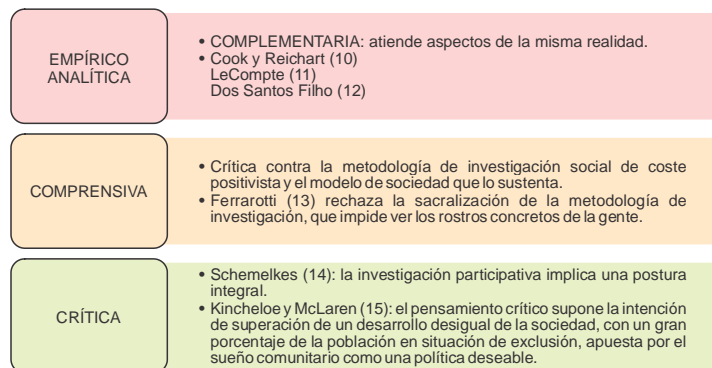 EMPÍRICO
ANALÍTICA
• COMPLEMENTARIA: atiende aspectos de la misma realidad.
• Cook y Reichart (10)
LeCompte (11)
Dos Santos Filho (12)
COMPRENSIVA
• Crítica contra la metodología de investigación social de coste
positivista y el modelo de sociedad que lo sustenta.
• Ferrarotti (13) rechaza la sacralización de la metodología de
investigación, que impide ver los rostros concretos de la gente.
CRÍTICA
• Schemelkes (14): la investigación participativa implica una postura
integral.
• Kincheloe y McLaren (15): el pensamiento crítico supone la intención
de superación de un desarrollo desigual de la sociedad, con un gran
porcentaje de la población en situación de exclusión, apuesta por el
sueño comunitario como una política deseable.